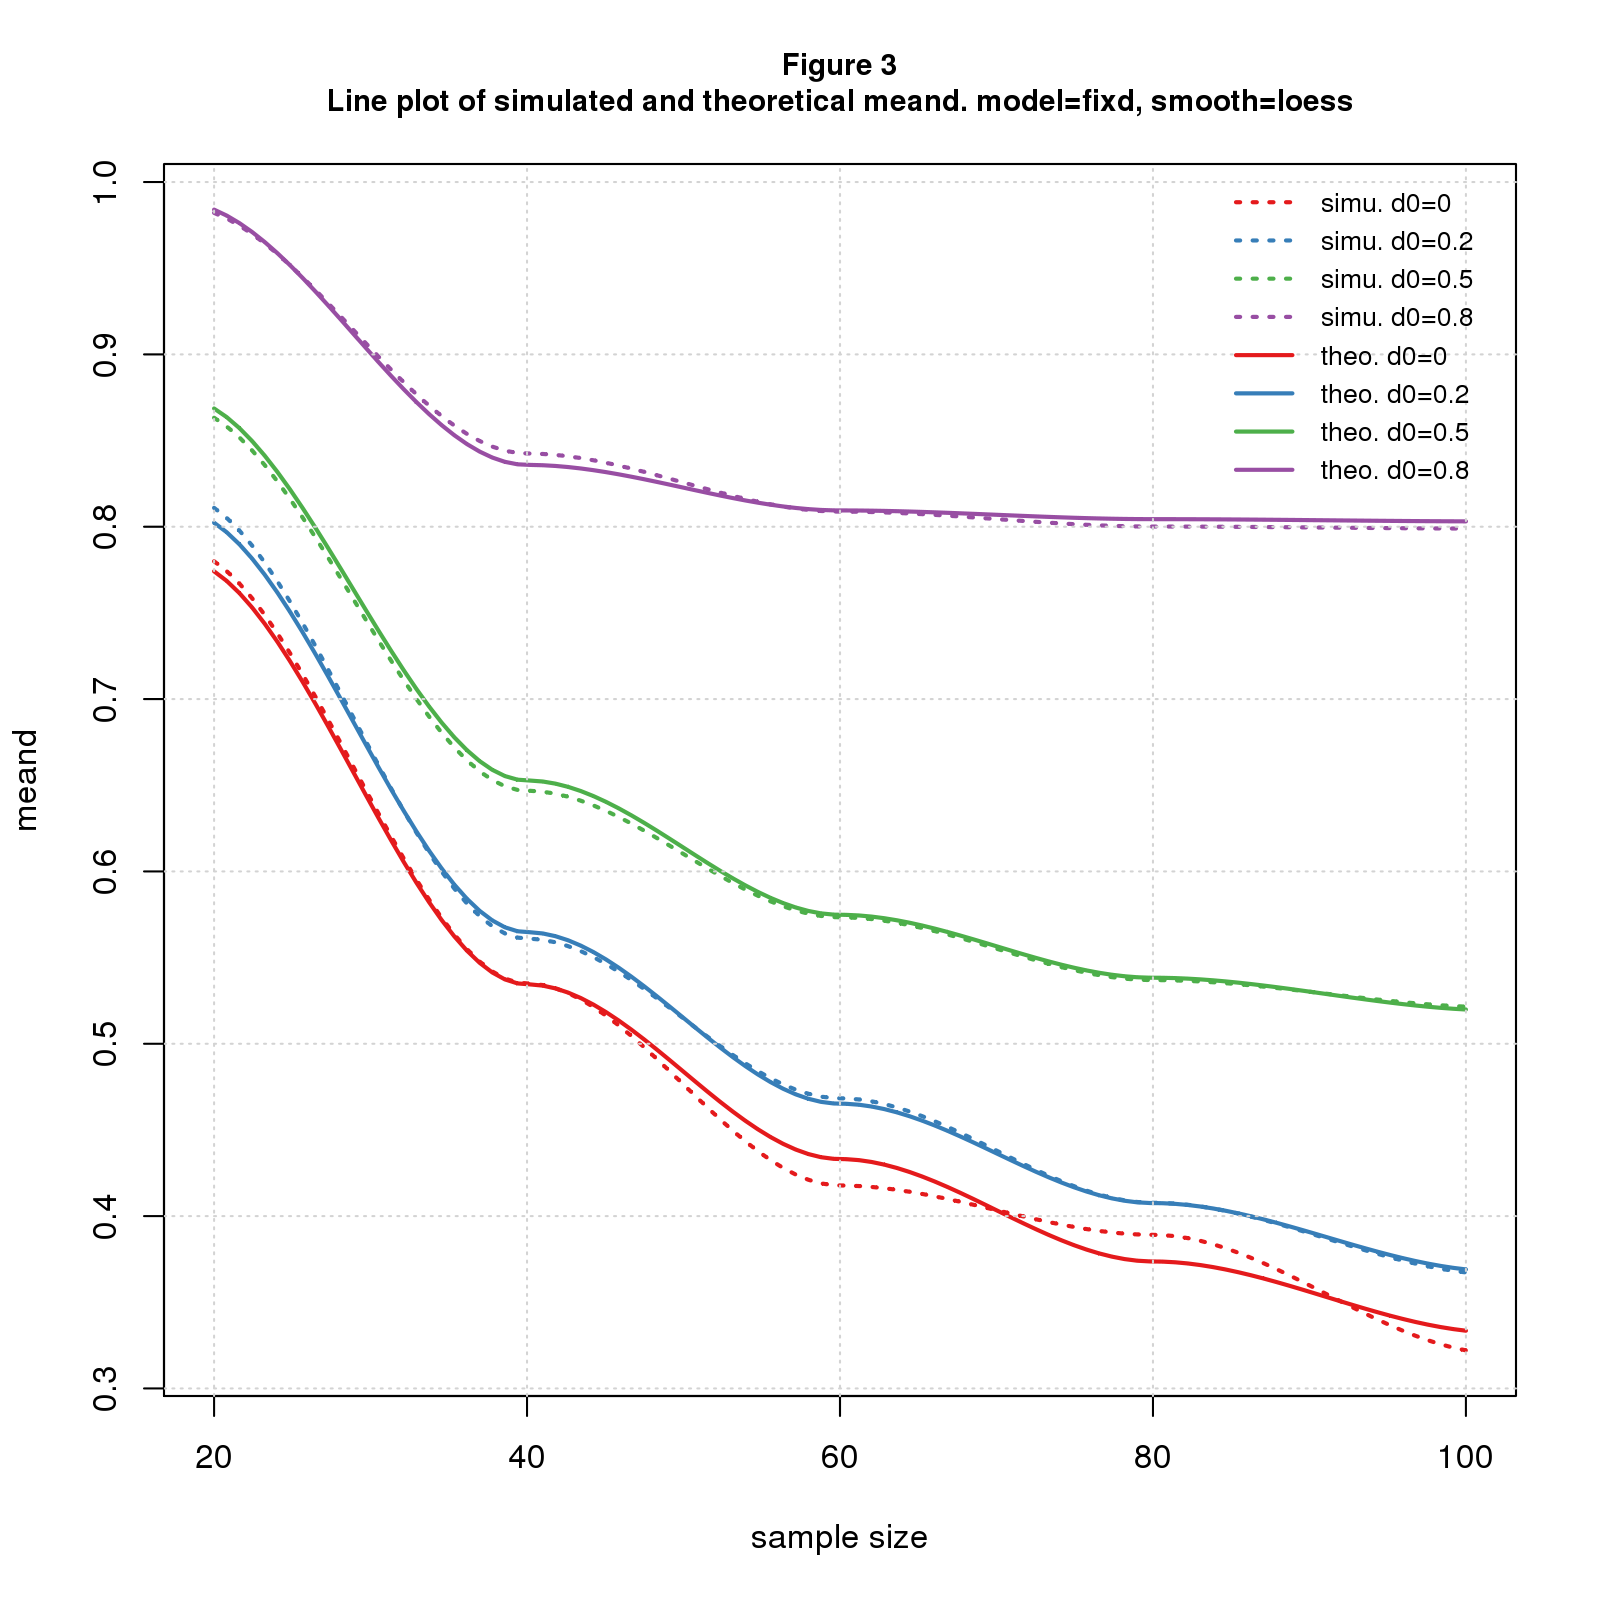 Figure 3
Line plot of simulated and theoretical meand. model=fixd, smooth=loess
1.0
0.9
0.8
0.7
0.6
0.5
0.4
0.3
meand
simu. d0=0
simu. d0=0.2
simu. d0=0.5
simu. d0=0.8
theo. d0=0
theo. d0=0.2
theo. d0=0.5
theo. d0=0.8
20 40 60 80 100
sample size